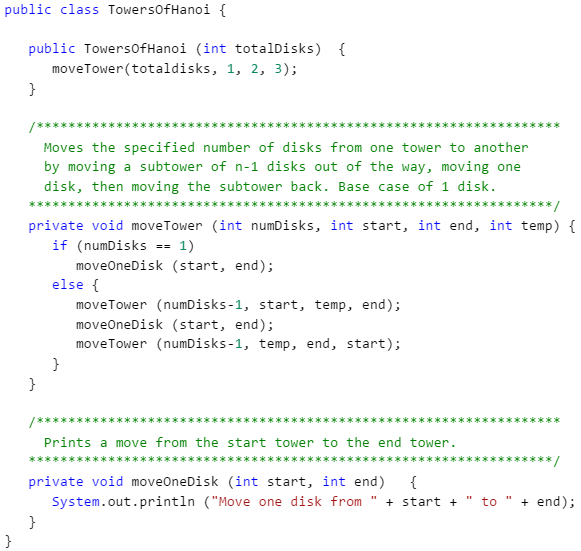 public class TowersOfHanoi {
public TowersOfHanoi (int totalDisks)  {
moveTower(totaldisks, 1, 2, 3);
}
/******************************************************************
Moves the specified number of disks from one tower to another
by moving a subtower of n-1 disks out of the way, moving one
disk, then moving the subtower back. Base case of 1 disk.
******************************************************************/
private void moveTower (int numDisks, int start, int end, int temp) {
if (numDisks == 1)
moveOneDisk (start, end);
else {
moveTower (numDisks-1, start, temp, end);
moveOneDisk (start, end);
moveTower (numDisks-1, temp, end, start);
}
}
/******************************************************************
Prints a move from the start tower to the end tower.
******************************************************************/
private void moveOneDisk (int start, int end)   {
System.out.println ("Move one disk from " + start + " to " + end);
}
}